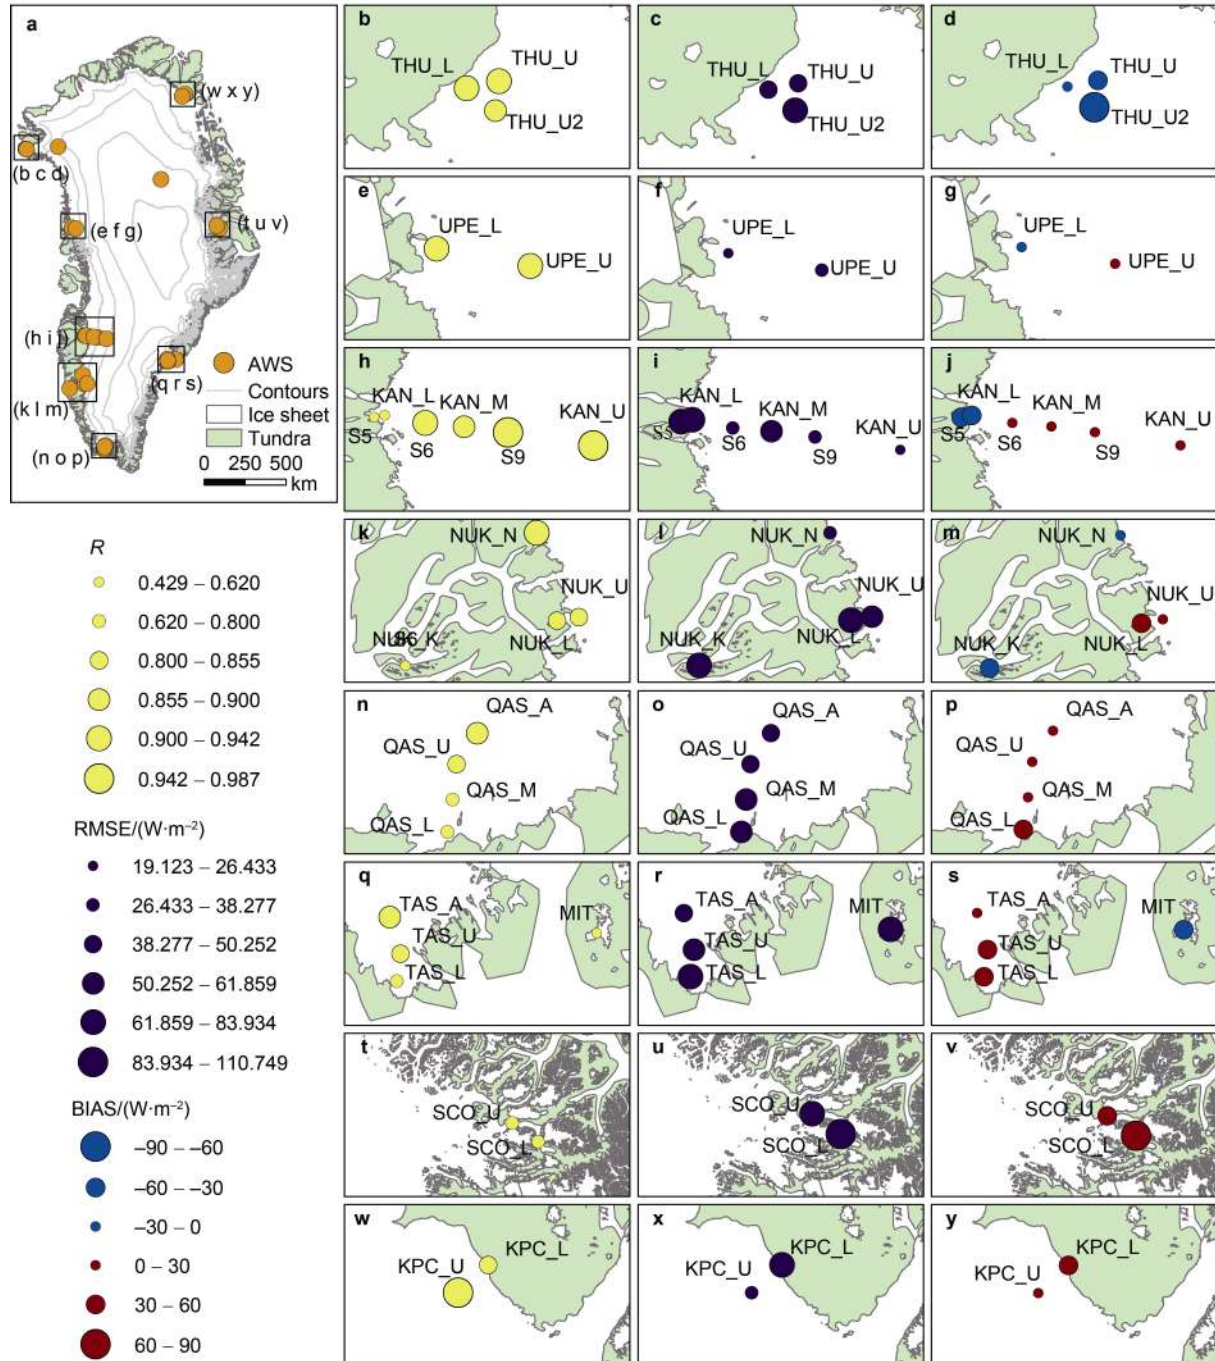 a
(w x y)
(b c d)
(e f g)
(t u v)
(h i j)
(q r s)
(k l m)
(n o p)
AWS
Contours
Ice sheet
Tundra
0 250 500
km
R
0.429 – 0.620
0.620 – 0.800
0.800 – 0.855
0.855 – 0.900
0.900 – 0.942
0.942 – 0.987
RMSE/(W·m⁻²)
19.123 – 26.433
26.433 – 38.277
38.277 – 50.252
50.252 – 61.859
61.859 – 83.934
83.934 – 110.749
BIAS/(W·m⁻²)
–90 – –60
–60 – –30
–30 – 0
0 – 30
30 – 60
60 – 90
b
THU_L
THU_U
THU_U2
c
THU_L
THU_U
THU_U2
d
THU_L
THU_U
THU_U2
e
UPE_L
UPE_U
f
UPE_L
UPE_U
g
UPE_L
UPE_U
h
KAN_L
KAN_M
KAN_U
S5
S6
S9
i
KAN_L
KAN_M
KAN_U
S5
S6
S9
j
KAN_L
KAN_M
KAN_U
S5
S6
S9
k
NUK_N
NUK_U
NUK_L
l
NUK_N
NUK_U
NUK_L
NUK_K
m
NUK_N
NUK_U
NUK_L
NUK_K
n
QAS_A
QAS_U
QAS_M
QAS_L
o
QAS_A
QAS_U
QAS_M
QAS_L
p
QAS_A
QAS_U
QAS_M
QAS_L
q
TAS_A
TAS_U
TAS_L
MIT
r
TAS_A
TAS_U
TAS_L
MIT
s
TAS_A
TAS_U
TAS_L
MIT
t
SCO_U
SCO_L
u
SCO_U
SCO_L
v
SCO_U
SCO_L
w
KPC_L
KPC_U
x
KPC_L
KPC_U
y
KPC_L
KPC_U